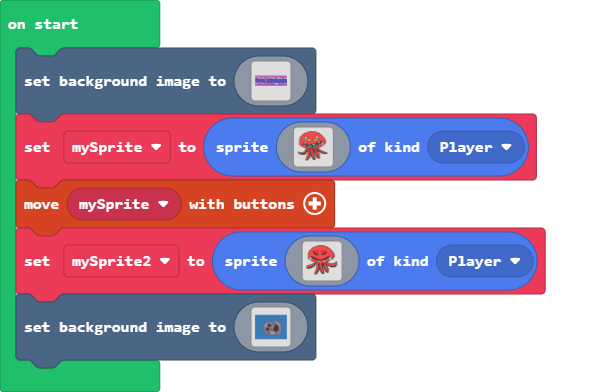 on start
set background image to
set mySprite to sprite of kind Player
move mySprite with buttons
set mySprite2 to sprite of kind Player
set background image to